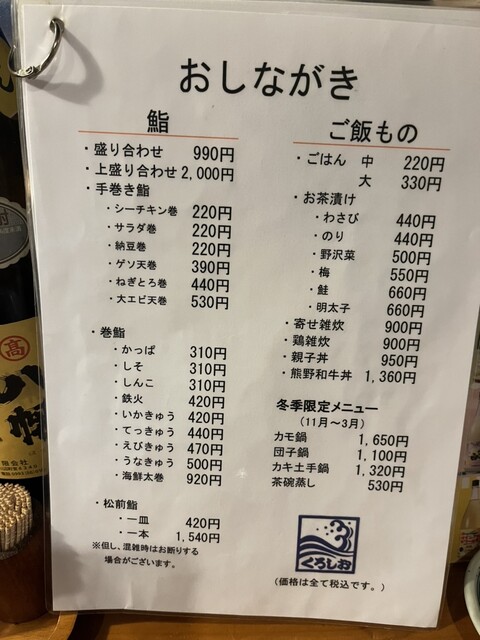 おしながき
鮨
・盛り合わせ 990円
・上盛り合わせ 2,000円
・手巻き鮨
・シーチキン巻 220円
・サラダ巻 220円
・納豆巻 220円
・ゲソ天巻 390円
・ねぎとろ巻 440円
・大エビ天巻 530円
・巻鮨
・かっぱ 310円
・しそ 310円
・しんこ 310円
・鉄火 420円
・いかきゅう 420円
・てっきゅう 440円
・えびきゅう 470円
・うなきゅう 500円
・海鮮太巻 920円
・松前鮨
・一皿 420円
・一本 1,540円
※但し、混雑時はお断りする
場合がございます。
ご飯もの
・ごはん 中 220円
大 330円
・お茶漬け
・わさび 440円
・のり 440円
・野沢菜 500円
・梅 550円
・鮭 660円
・明太子 660円
・寄せ雑炊 900円
・鶏雑炊 900円
・親子丼 950円
・熊野和牛丼 1,360円
冬季限定メニュー
(11月～3月)
カモ鍋 1,650円
団子鍋 1,100円
カキ土手鍋 1,320円
茶碗蒸し 530円
くろしお
(価格は全て税込です。)
高
八幡